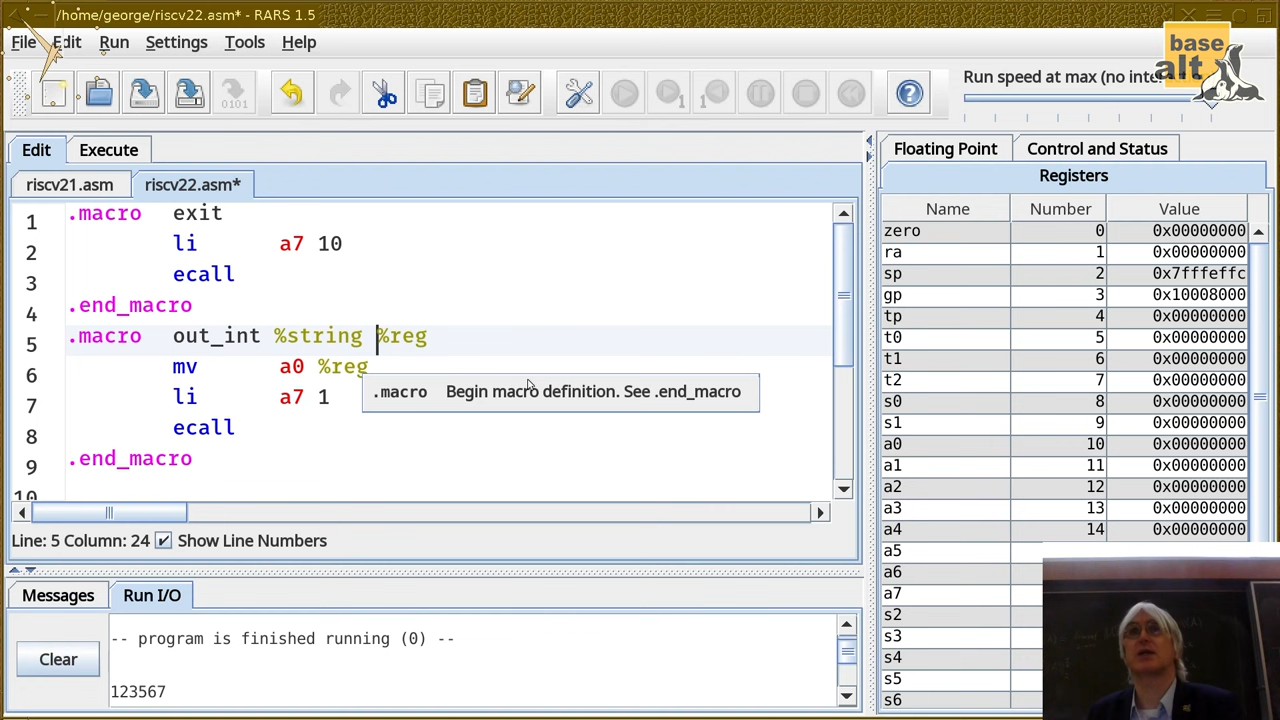 /home/george/riscv22.asm* - RARS 1.5
File Edit Run Settings Tools Help
base
alt
Run speed at max (no inte
Edit Execute
riscv21.asm riscv22.asm*
1 .macro exit
2 li a7 10
3 ecall
4 .end_macro
5 .macro out_int %string %reg
6 mv a0 %reg
7 li a7 1
8 ecall
9 .end_macro
10
.macro Begin macro definition. See .end_macro
Line: 5 Column: 24 Show Line Numbers
Messages Run I/O
Clear
-- program is finished running (0) --
123567
Floating Point Control and Status
Registers
Name Number Value
zero 0 0x00000000
ra 1 0x00000000
sp 2 0x7fffeffc
gp 3 0x10008000
tp 4 0x00000000
t0 5 0x00000000
t1 6 0x00000000
t2 7 0x00000000
s0 8 0x00000000
s1 9 0x00000000
a0 10 0x00000000
a1 11 0x00000000
a2 12 0x00000000
a3 13 0x00000000
a4 14 0x00000000
a5
a6
a7
s2
s3
s4
s5
s6